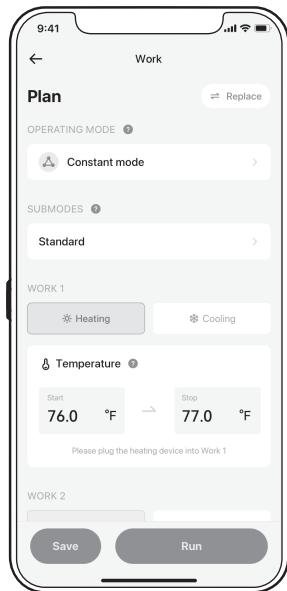 9:41
Work
Plan
Replace
OPERATING MODE ?
Constant mode
SUBMODES ?
Standard
WORK 1
Heating
Cooling
Temperature ?
Start
76.0 °F
Stop
77.0 °F
Please plug the heating device into Work 1
WORK 2
Save
Run